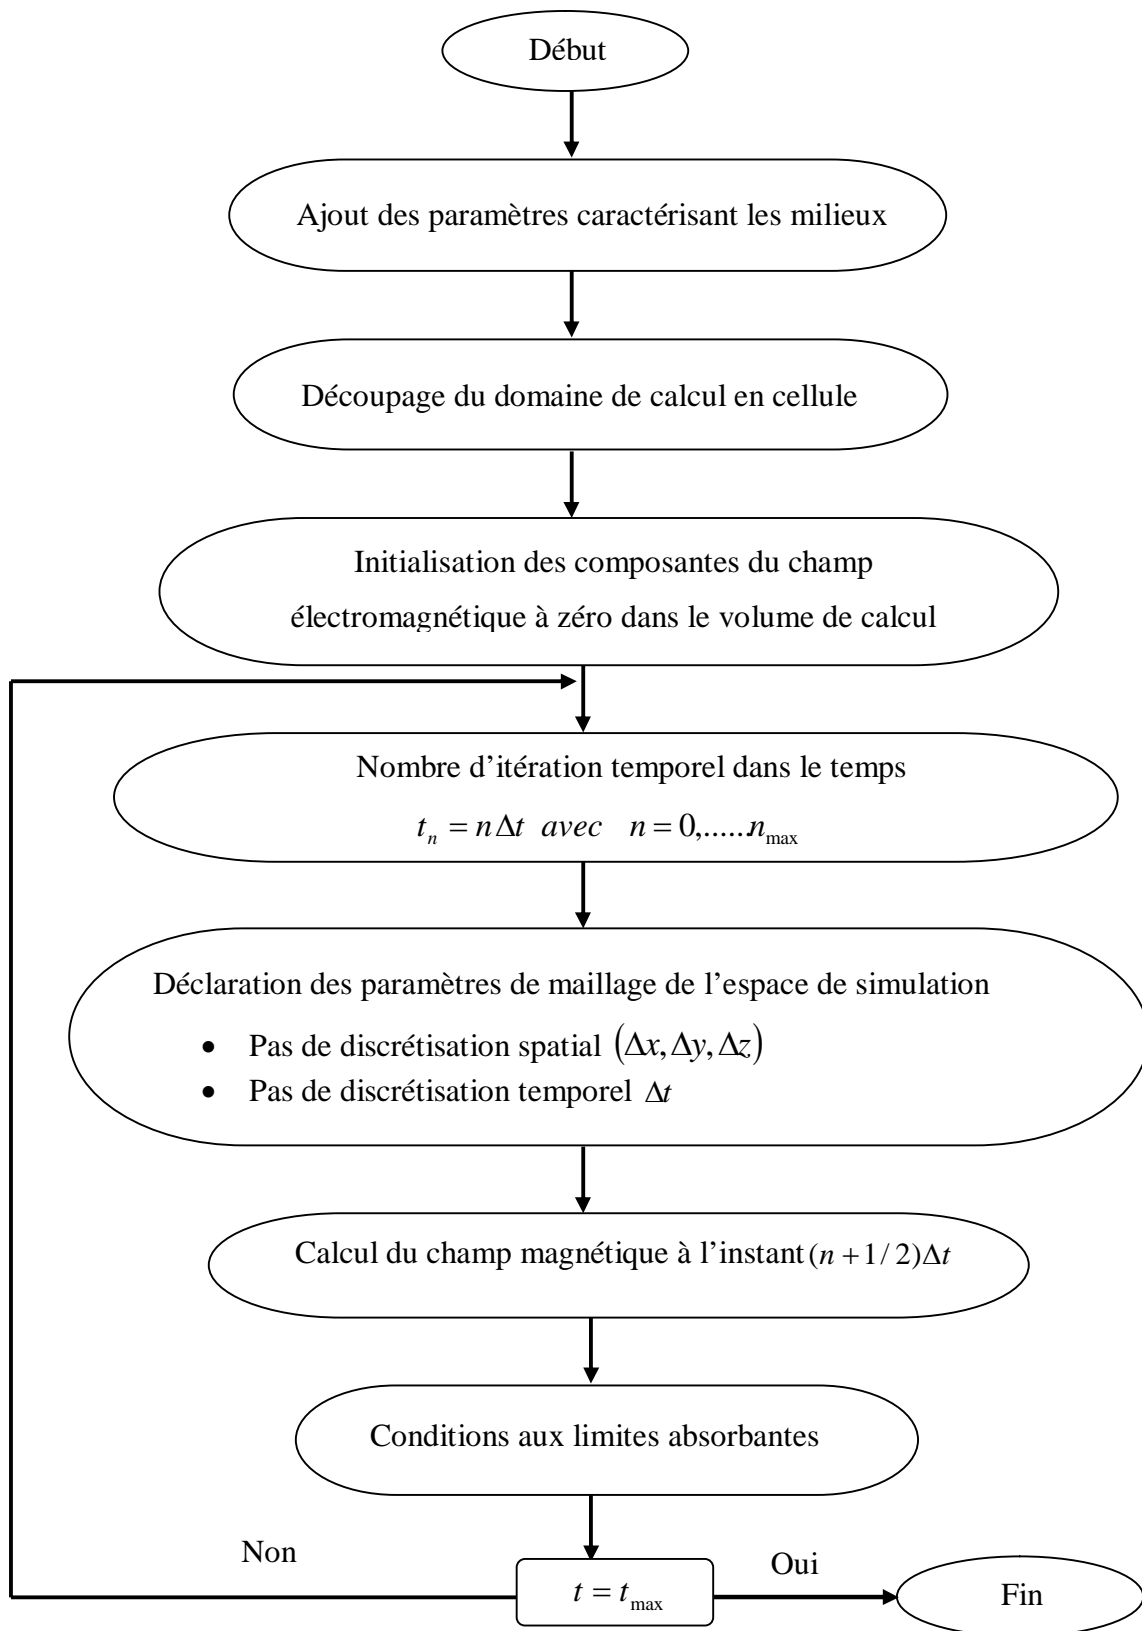 Début
Ajout des paramètres caractérisant les milieux
Découpage du domaine de calcul en cellule
Initialisation des composantes du champ
électromagnétique à zéro dans le volume de calcul
Nombre d’itération temporel dans le temps
t_n = nΔt avec n = 0,......n_max
Déclaration des paramètres de maillage de l’espace de simulation
• Pas de discrétisation spatial (Δx, Δy, Δz)
• Pas de discrétisation temporel Δt
Calcul du champ magnétique à l’instant (n + 1/ 2)Δt
Conditions aux limites absorbantes
Non
t = t_max
Oui
Fin